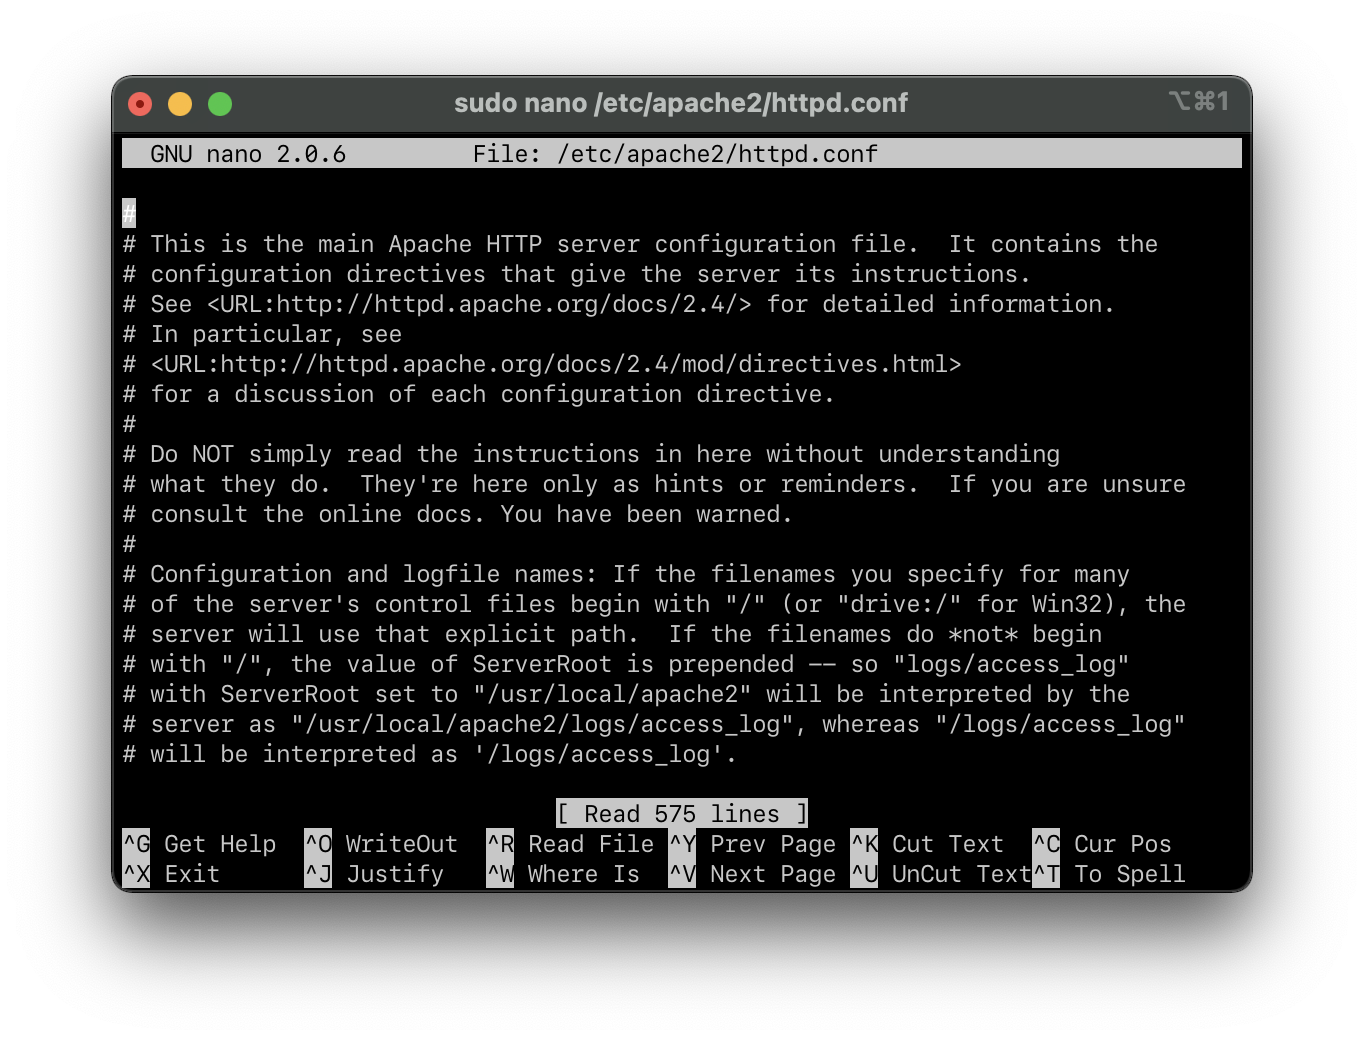 sudo nano /etc/apache2/httpd.conf ⌥⌘1
GNU nano 2.0.6 File: /etc/apache2/httpd.conf
#
# This is the main Apache HTTP server configuration file.  It contains the
# configuration directives that give the server its instructions.
# See <URL:http://httpd.apache.org/docs/2.4/> for detailed information.
# In particular, see
# <URL:http://httpd.apache.org/docs/2.4/mod/directives.html>
# for a discussion of each configuration directive.
#
# Do NOT simply read the instructions in here without understanding
# what they do.  They're here only as hints or reminders.  If you are unsure
# consult the online docs. You have been warned.
#
# Configuration and logfile names: If the filenames you specify for many
# of the server's control files begin with "/" (or "drive:/" for Win32), the
# server will use that explicit path.  If the filenames do *not* begin
# with "/", the value of ServerRoot is prepended -- so "logs/access_log"
# with ServerRoot set to "/usr/local/apache2" will be interpreted by the
# server as "/usr/local/apache2/logs/access_log", whereas "/logs/access_log"
# will be interpreted as '/logs/access_log'.
[ Read 575 lines ]
^G Get Help ^O WriteOut ^R Read File ^Y Prev Page ^K Cut Text ^C Cur Pos
^X Exit ^J Justify ^W Where Is ^V Next Page ^U UnCut Text^T To Spell